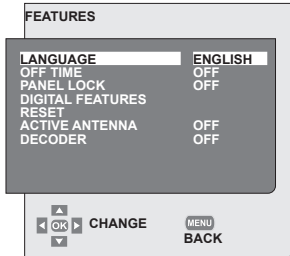 FEATURES
LANGUAGE ENGLISH
OFF TIME OFF
PANEL LOCK OFF
DIGITAL FEATURES
RESET
ACTIVE ANTENNA OFF
DECODER OFF
OK CHANGE MENU
BACK